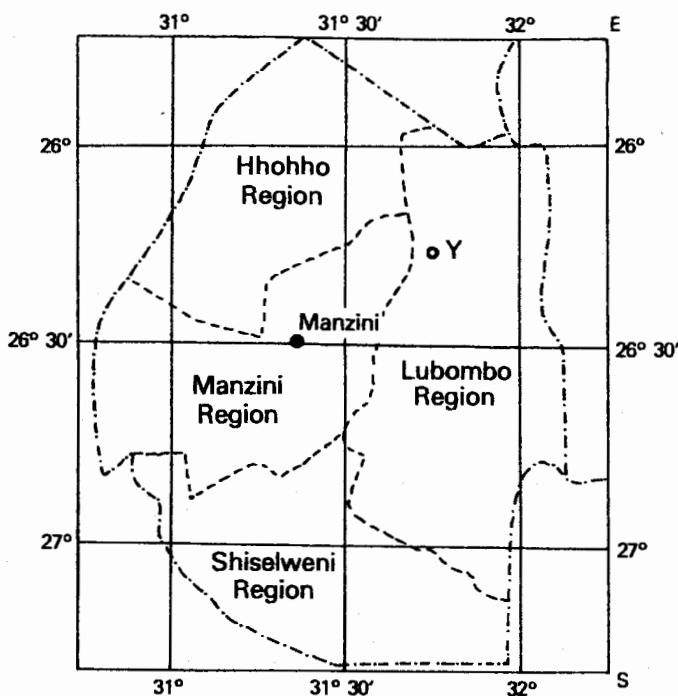 31° 31° 30′ 32° E
26° 26°
Hhohho
Region
Y
Manzini
26° 30′ 26° 30′
Lubombo
Region
Manzini
Region
27° 27°
Shiselweni
Region
31° 31° 30′ 32° S